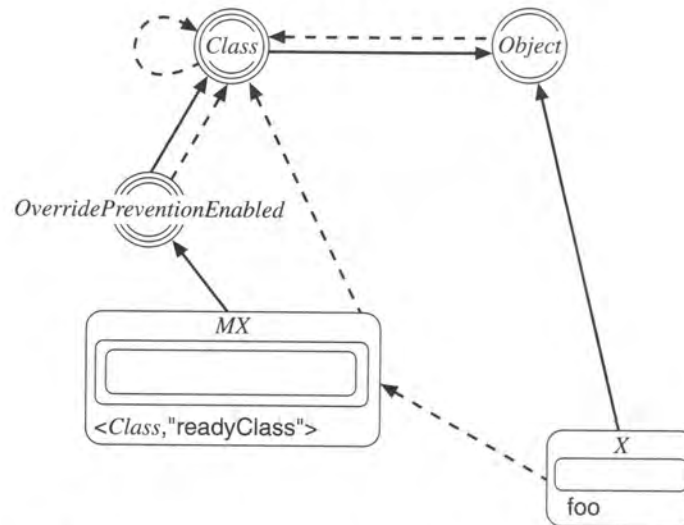 Class
Object
OverridePreventionEnabled
MX
<Class,"readyClass">
X
foo